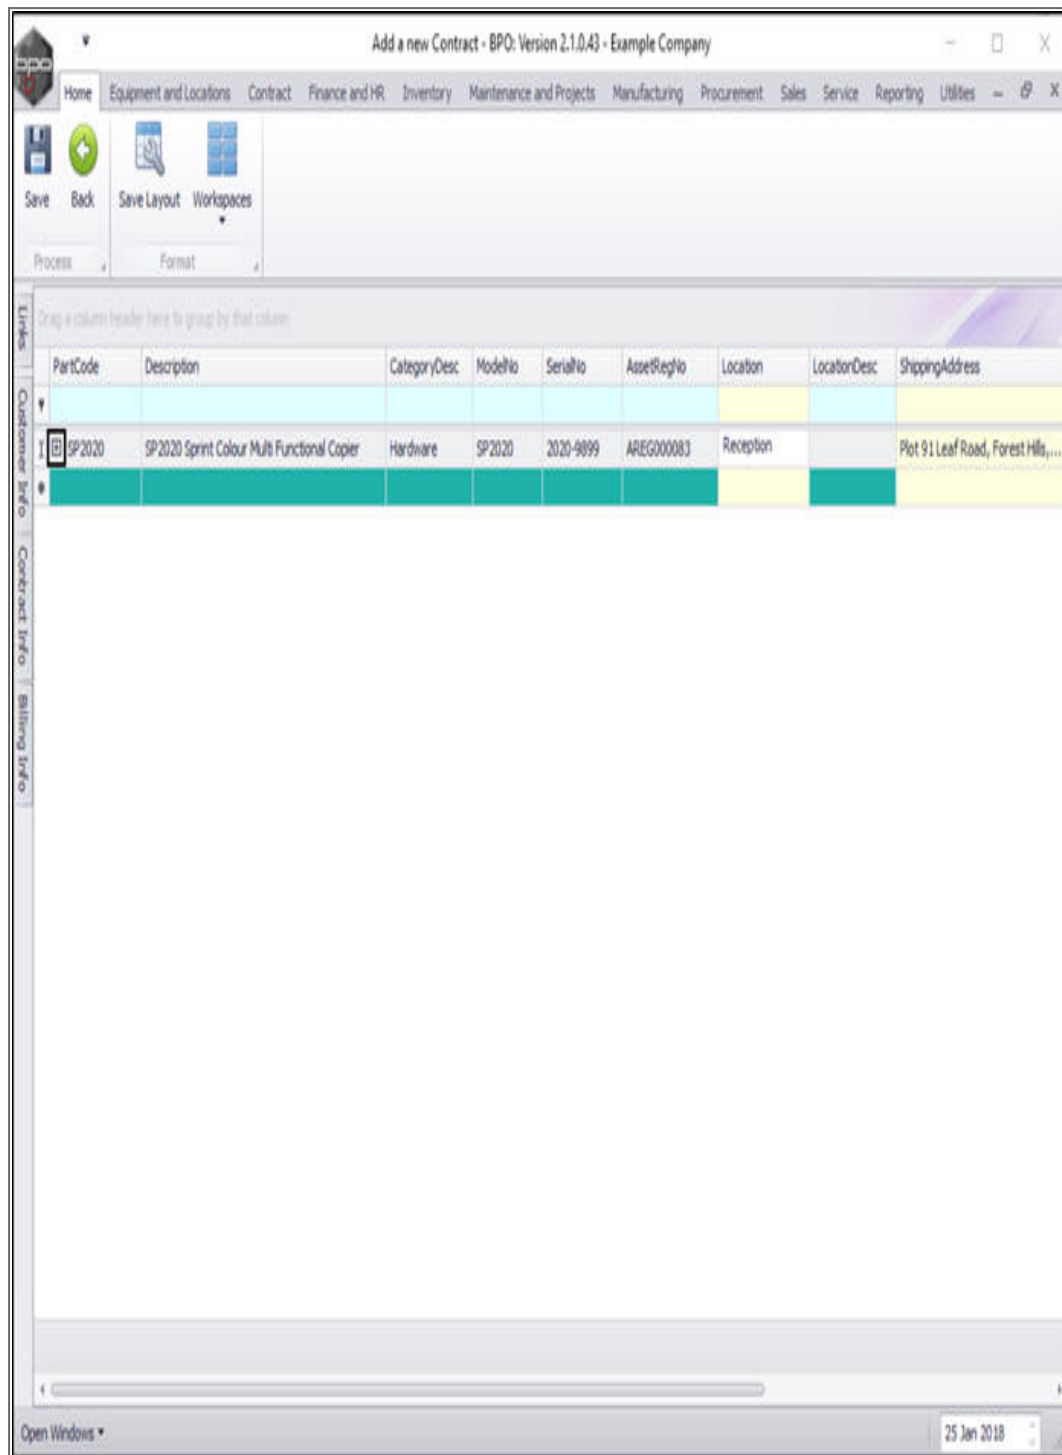 Add a new Contract - BPO: Version 2.1.0.43 - Example Company
bpo
Home Equipment and Locations Contract Finance and HR Inventory Maintenance and Projects Manufacturing Procurement Sales Service Reporting Utilities
Save Back Save Layout Workspaces
Process Format
Links
Customer Info
Contract Info
Billing Info
Drag a column header here to group by that column
PartCode Description CategoryDesc ModelNo SerialNo AssetRegNo Location LocationDesc ShippingAddress
SP2020 SP2020 Sprint Colour Multi Functional Copier Hardware SP2020 2020-9899 AREG000083 Reception Plot 91 Leaf Road, Forest Hills,...
Open Windows 25 Jan 2018